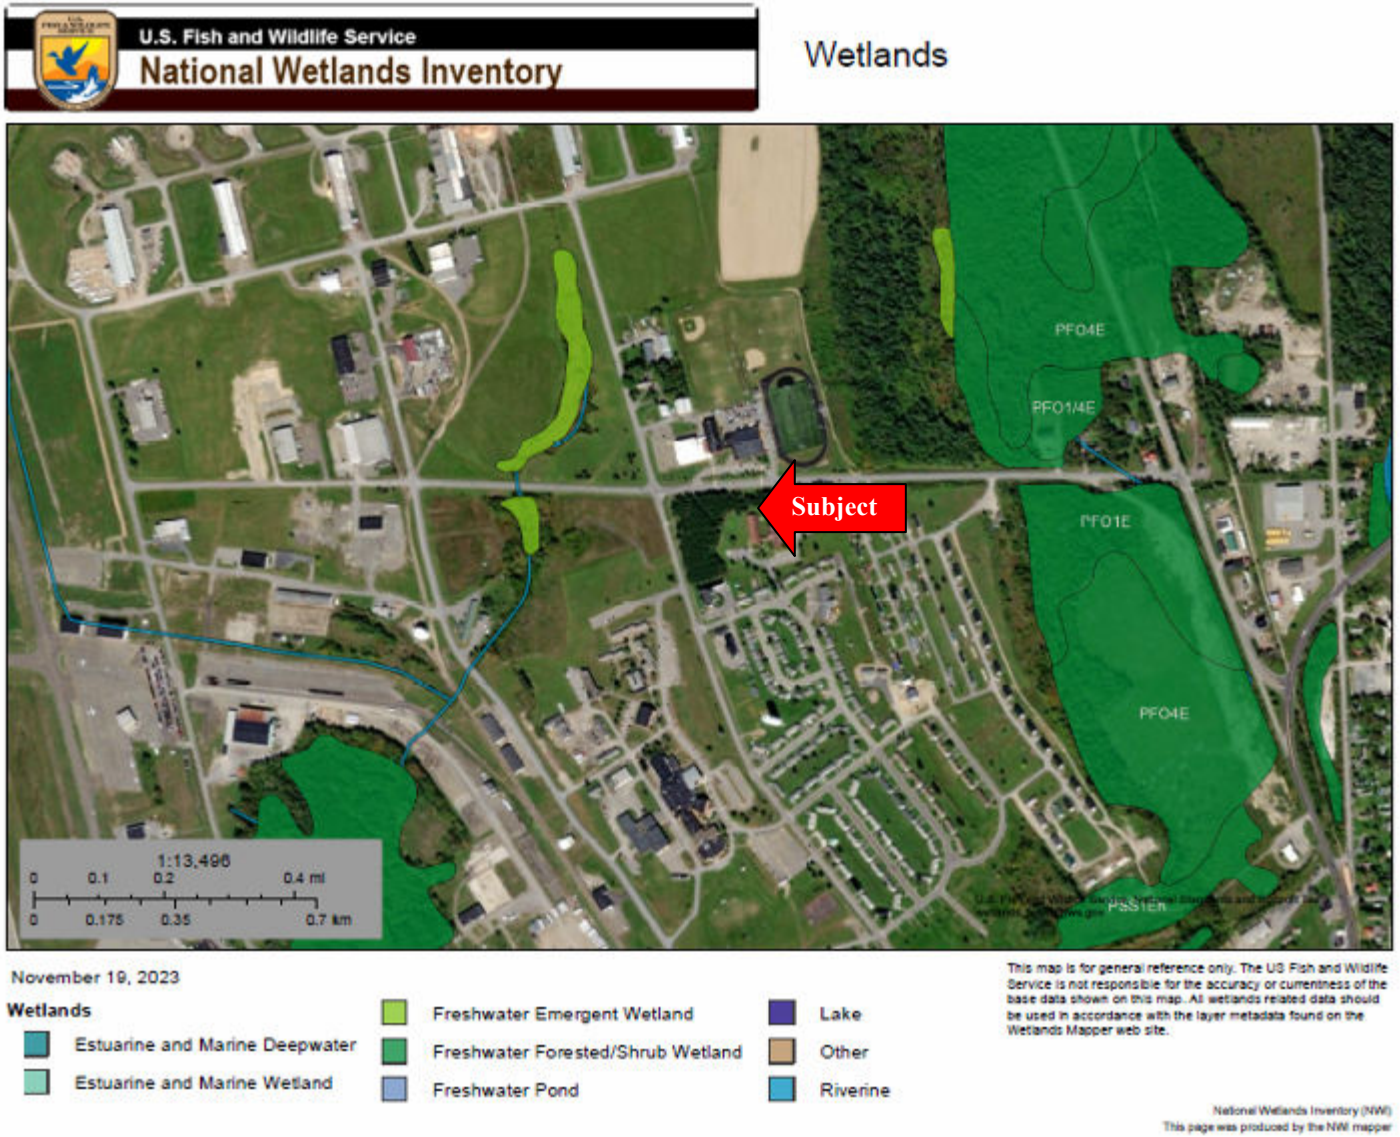 U.S.
FISH & WILDLIFE
SERVICE
U.S. Fish and Wildlife Service
National Wetlands Inventory
Wetlands
PFO4E
PFO1/4E
Subject
PFO1E
PFO4E
PSS1ER
1:13,496
0 0.1 0.2 0.4 mi
0 0.175 0.35 0.7 km
November 19, 2023
Wetlands
Estuarine and Marine Deepwater
Estuarine and Marine Wetland
Freshwater Emergent Wetland
Freshwater Forested/Shrub Wetland
Freshwater Pond
Lake
Other
Riverine
This map is for general reference only. The US Fish and Wildlife
Service is not responsible for the accuracy or currentness of the
base data shown on this map. All wetlands related data should
be used in accordance with the layer metadata found on the
Wetlands Mapper web site.
National Wetlands Inventory (NWI)
This page was produced by the NWI mapper